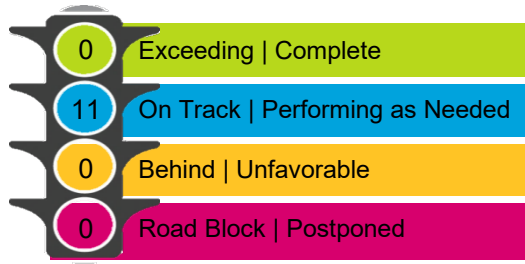 0 Exceeding | Complete
11 On Track | Performing as Needed
0 Behind | Unfavorable
0 Road Block | Postponed